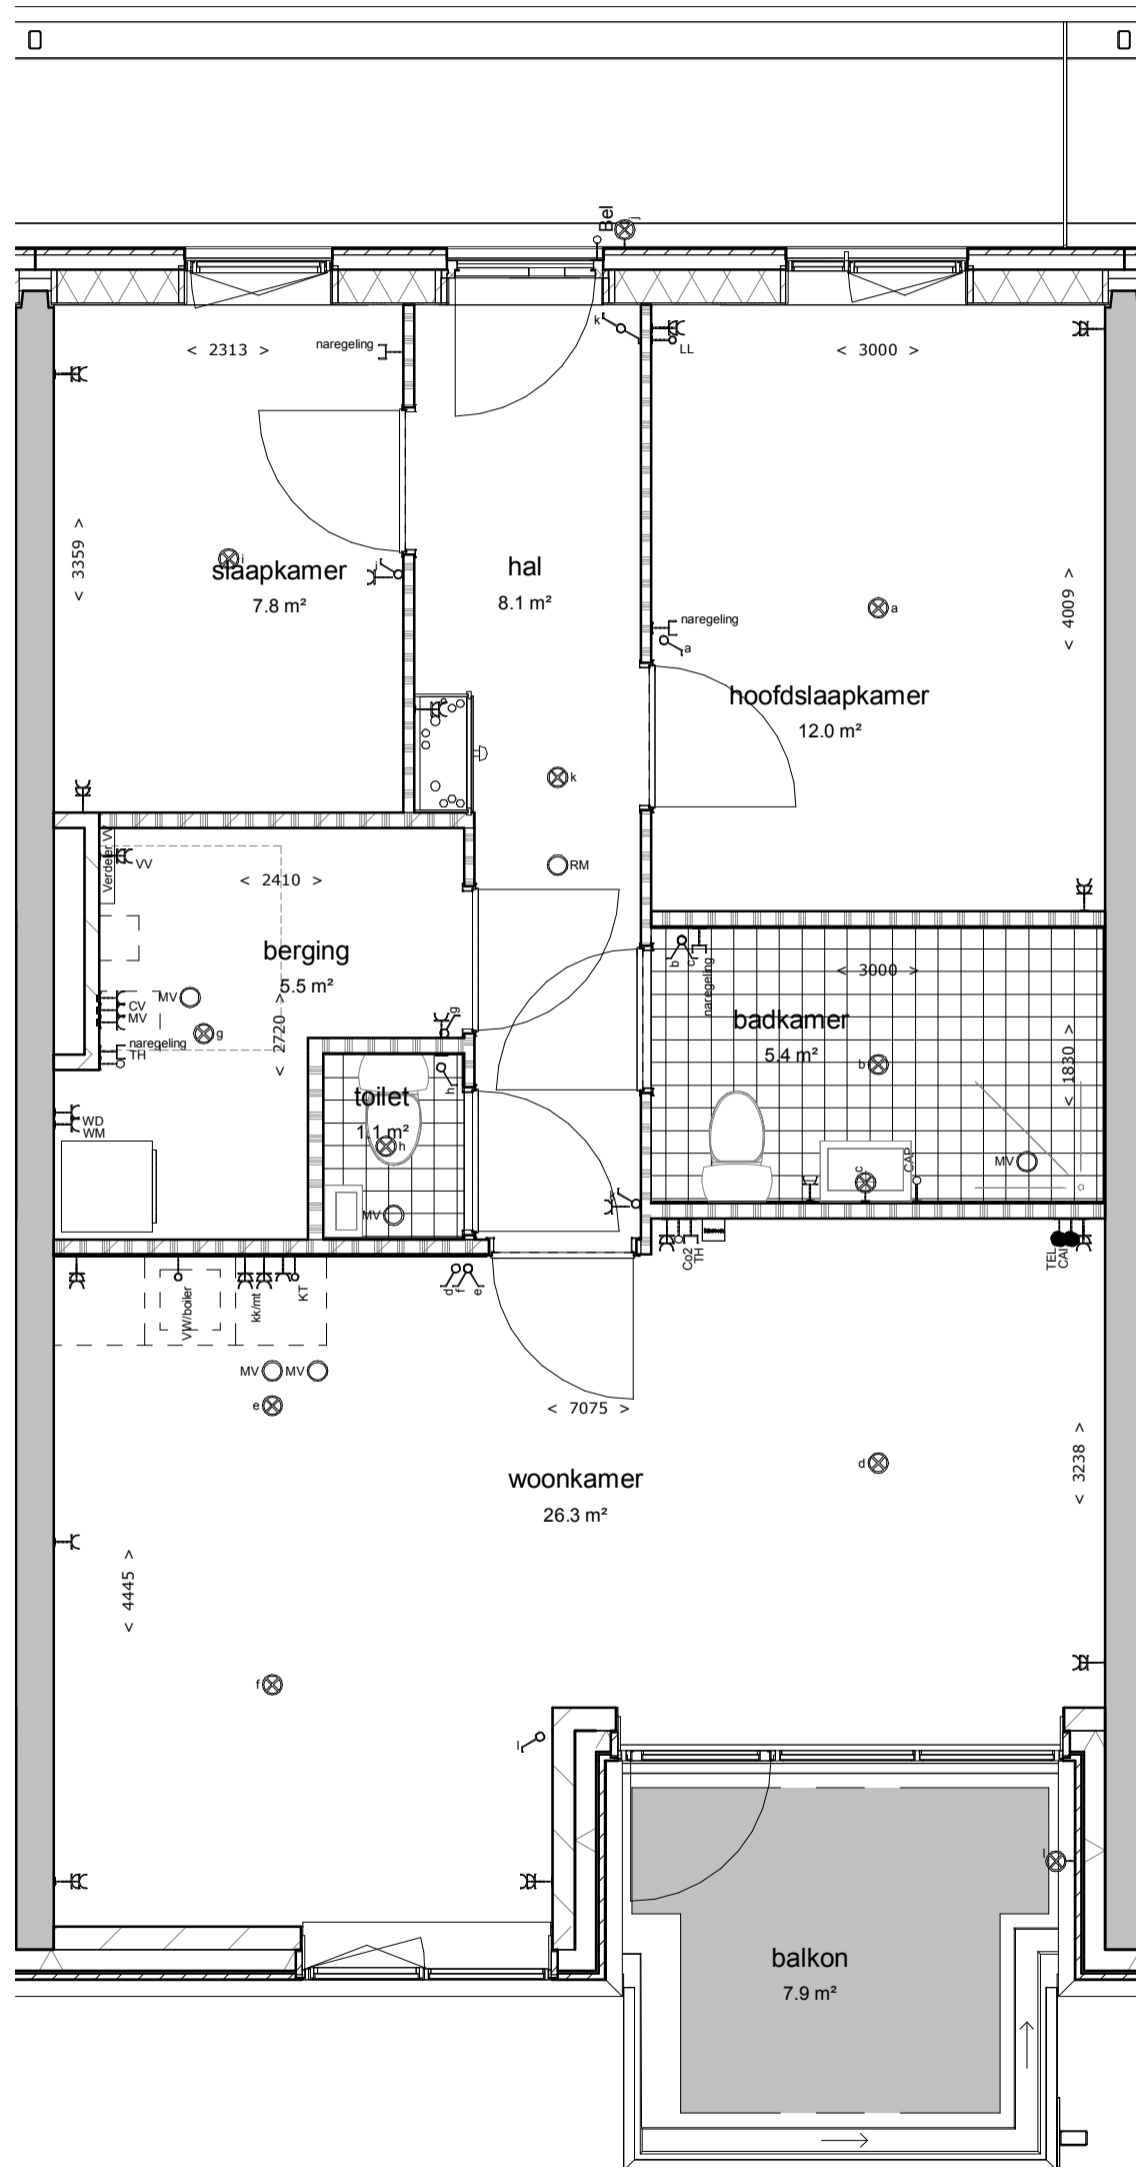 Bel
j
k
< 2313 >
naregeling
LL
< 3000 >
< 3359 >
i
slaapkamer
7.8 m²
i
hal
8.1 m²
a
< 4009 >
naregeling
a
hoofdslaapkamer
12.0 m²
k
Verdeler VV
VV
< 2410 >
RM
berging
5.5 m²
b
c
naregeling
< 3000 >
MV
CV
MV
g
g
< 2720 >
naregeling
TH
badkamer
5.4 m²
b
< 1830 >
toilet
1.1 m²
h
h
WD
WM
c
CAP
MV
MV
k
Co2
TH
TEL
CAI
VW/boiler
kk/mt
KT
d
f
e
MV
MV
e
< 7075 >
d
< 3238 >
woonkamer
26.3 m²
< 4445 >
f
l
l
balkon
7.9 m²